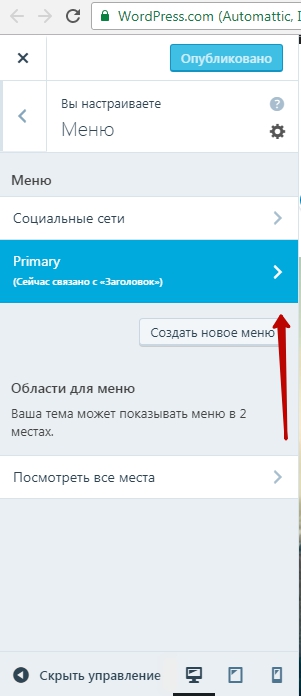 WordPress.com (Automattic, I
Опубликовано
Вы настраиваете
Меню
Меню
Социальные сети
Primary
(Сейчас связано с «Заголовок»)
Создать новое меню
Области для меню
Ваша тема может показывать меню в 2
местах.
Посмотреть все места
Скрыть управление